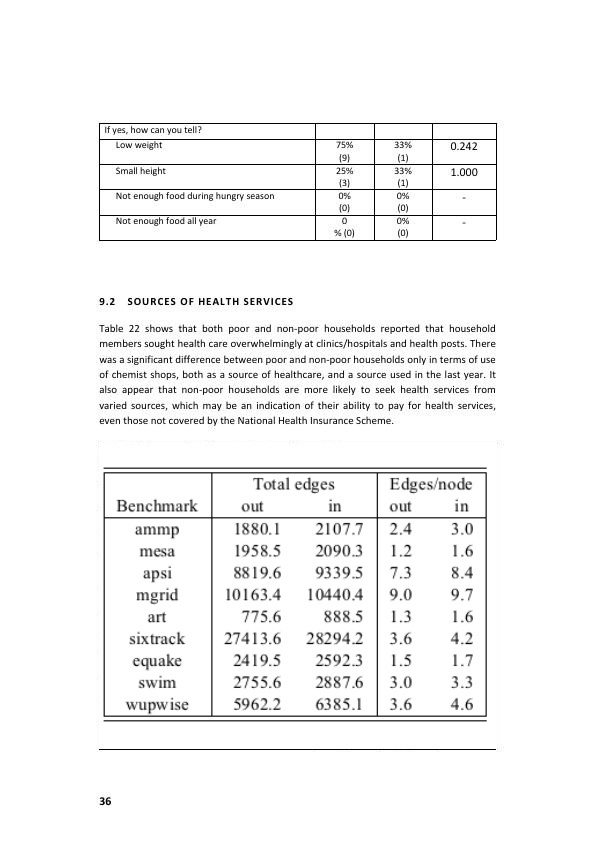 If yes, how can you tell?
Low weight 75% 33% 0.242
(9) (1)
Small height 25% 33% 1.000
(3) (1)
Not enough food during hungry season 0% 0% -
(0) (0)
Not enough food all year 0 0% -
% (0) (0)
9.2 SOURCES OF HEALTH SERVICES
Table 22 shows that both poor and non-poor households reported that household
members sought health care overwhelmingly at clinics/hospitals and health posts. There
was a significant difference between poor and non-poor households only in terms of use
of chemist shops, both as a source of healthcare, and a source used in the last year. It
also appear that non-poor households are more likely to seek health services from
varied sources, which may be an indication of their ability to pay for health services,
even those not covered by the National Health Insurance Scheme.
Total edges Edges/node
Benchmark out in out in
ammp 1880.1 2107.7 2.4 3.0
mesa 1958.5 2090.3 1.2 1.6
apsi 8819.6 9339.5 7.3 8.4
mgrid 10163.4 10440.4 9.0 9.7
art 775.6 888.5 1.3 1.6
sixtrack 27413.6 28294.2 3.6 4.2
equake 2419.5 2592.3 1.5 1.7
swim 2755.6 2887.6 3.0 3.3
wupwise 5962.2 6385.1 3.6 4.6
36